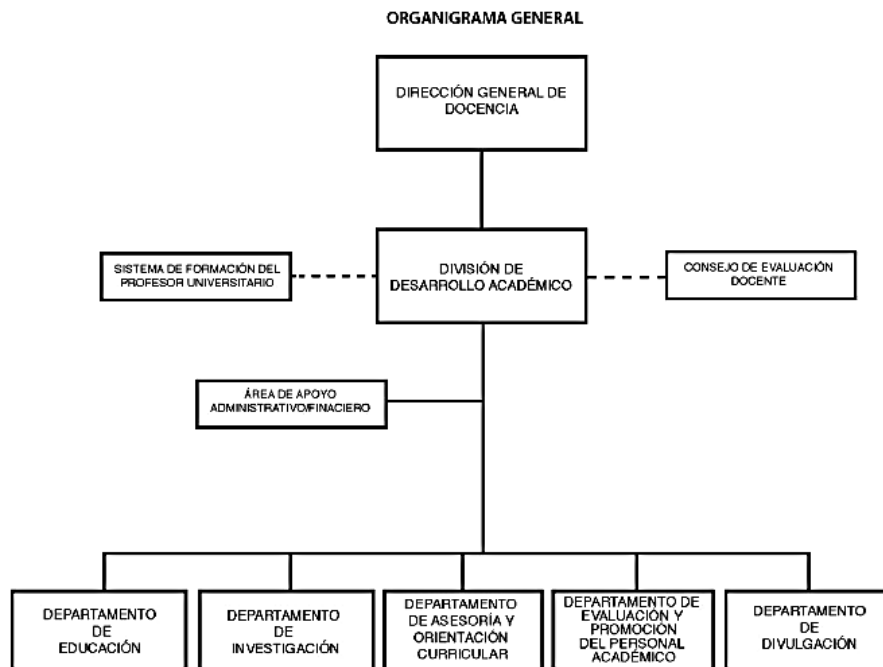 ORGANIGRAMA GENERAL
DIRECCIÓN GENERAL DE
DOCENCIA
SISTEMA DE FORMACIÓN DEL
PROFESOR UNIVERSITARIO
DIVISIÓN DE
DESARROLLO ACADÉMICO
CONSEJO DE EVALUACIÓN
DOCENTE
ÁREA DE APOYO
ADMINISTRATIVO/FINACIERO
DEPARTAMENTO
DE
EDUCACIÓN
DEPARTAMENTO
DE
INVESTIGACIÓN
DEPARTAMENTO
DE ASESORÍA Y
ORIENTACIÓN
CURRICULAR
DEPARTAMENTO DE
EVALUACIÓN Y
PROMOCIÓN
DEL PERSONAL
ACADÉMICO
DEPARTAMENTO
DE
DIVULGACIÓN